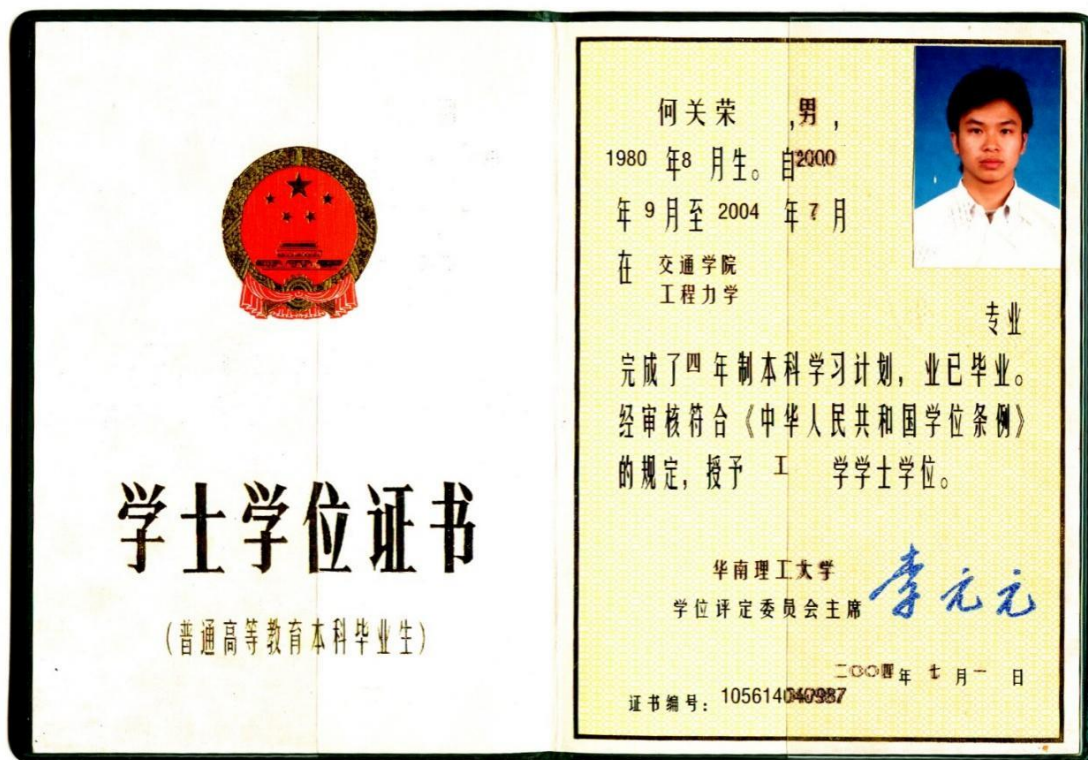 学士学位证书
(普通高等教育本科毕业生)
何关荣 ,男,
1980 年8 月生。自2000
年9月至2004 年7月
在 交通学院
工程力学
专业
完成了四年制本科学习计划,业已毕业。
经审核符合《中华人民共和国学位条例》
的规定,授予 工 学学士学位。
华南理工大学
学位评定委员会主席 李元元
二〇〇四年 七 月一 日
证书编号:105614040987